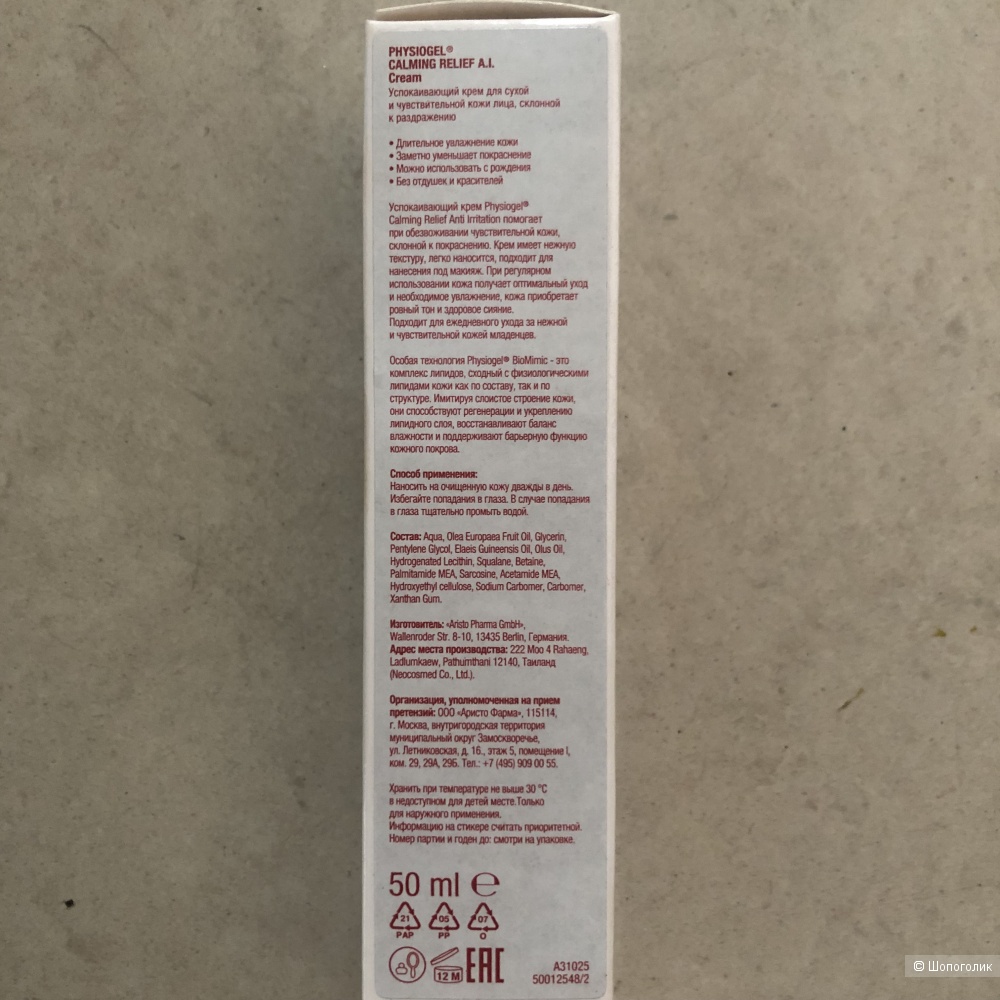 PHYSIOGEL®
CALMING RELIEF A.I.
Cream
Успокаивающий крем для сухой
и чувствительной кожи лица, склонной
к раздражению
• Длительное увлажнение кожи
• Заметно уменьшает покраснение
• Можно использовать с рождения
• Без отдушек и красителей
Успокаивающий крем Physiogel®
Calming Relief Anti Irritation помогает
при обезвоживании чувствительной кожи,
склонной к покраснению. Крем имеет нежную
текстуру, легко наносится, подходит для
нанесения под макияж. При регулярном
использовании кожа получает оптимальный уход
и необходимое увлажнение, кожа приобретает
ровный тон и здоровое сияние.
Подходит для ежедневного ухода за нежной
и чувствительной кожей младенцев.
Особая технология Physiogel® BioMimic - это
комплекс липидов, сходный с физиологическими
липидами кожи как по составу, так и по
структуре. Имитируя слоистое строение кожи,
они способствуют регенерации и укреплению
липидного слоя, восстанавливают баланс
влажности и поддерживают барьерную функцию
кожного покрова.
Способ применения:
Наносить на очищенную кожу дважды в день.
Избегайте попадания в глаза. В случае попадания
в глаза тщательно промыть водой.
Состав: Aqua, Olea Europaea Fruit Oil, Glycerin,
Pentylene Glycol, Elaeis Guineensis Oil, Olus Oil,
Hydrogenated Lecithin, Squalane, Betaine,
Palmitamide MEA, Sarcosine, Acetamide MEA,
Hydroxyethyl cellulose, Sodium Carbomer, Carbomer,
Xanthan Gum.
Изготовитель: «Aristo Pharma GmbH»,
Wallenroder Str. 8-10, 13435 Berlin, Германия.
Адрес места производства: 222 Moo 4 Rahaeng,
Ladlumkaew, Pathumthani 12140, Таиланд
(Neocosmed Co., Ltd.).
Организация, уполномоченная на прием
претензий: ООО «Аристо Фарма», 115114,
г. Москва, внутригородская территория
муниципальный округ Замоскворечье,
ул. Летниковская, д. 16., этаж 5, помещение I,
ком. 29, 29А, 29Б. Тел.: +7 (495) 909 00 55.
Хранить при температуре не выше 30 °C
в недоступном для детей месте.Только
для наружного применения.
Информацию на стикере считать приоритетной.
Номер партии и годен до: смотри на упаковке.
50 ml ℮
21 05 07
PAP PP O
12 M EAC
A31025
50012548/2
© Шопоголик